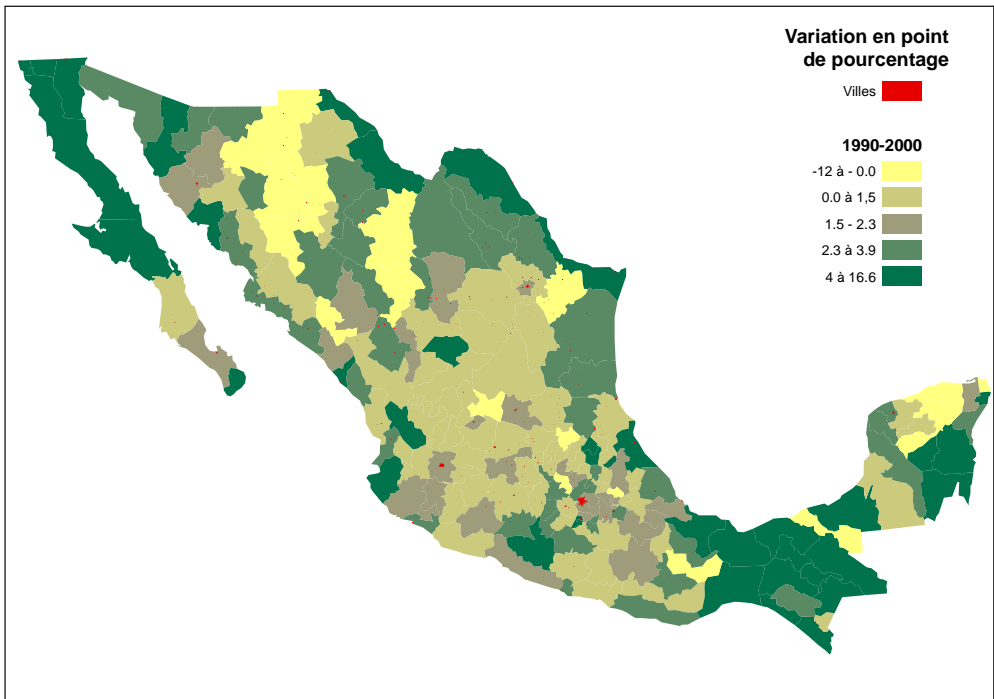 Variation en point
de pourcentage
Villes
1990-2000
-12 à - 0.0
0.0 à 1,5
1.5 - 2.3
2.3 à 3.9
4 à 16.6